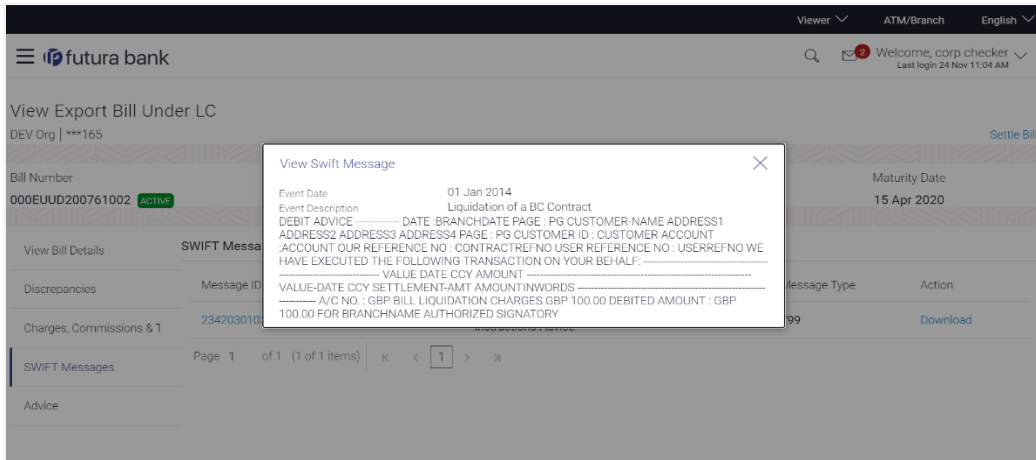 Viewer ATM/Branch English
futura bank
2 Welcome, corp checker
Last login 24 Nov 11:04 AM
View Export Bill Under LC
DEV Org | ***165
Settle Bill
Bill Number
000EUUD200761002 ACTIVE
Maturity Date
15 Apr 2020
View Swift Message
Event Date 01 Jan 2014
Event Description Liquidation of a BC Contract
DEBIT ADVICE ------------- DATE :BRANCHDATE PAGE : PG CUSTOMER-NAME ADDRESS1
ADDRESS2 ADDRESS3 ADDRESS4 PAGE : PG CUSTOMER ID : CUSTOMER ACCOUNT
:ACCOUNT OUR REFERENCE NO : CONTRACTREFNO USER REFERENCE NO : USERREFNO WE
HAVE EXECUTED THE FOLLOWING TRANSACTION ON YOUR BEHALF: --------------------------------
--------------------------- VALUE DATE CCY AMOUNT ------------------------------------------------------------
VALUE-DATE CCY SETTLEMENT-AMT AMOUNTINWORDS --------------------------------------------------
---------- A/C NO. : GBP BILL LIQUIDATION CHARGES GBP 100.00 DEBITED AMOUNT : GBP
100.00 FOR BRANCHNAME AUTHORIZED SIGNATORY
View Bill Details
Discrepancies
Charges, Commissions & T
SWIFT Messages
Advice
SWIFT Messa
Message ID Message Type Action
234203010 799 Download
Page 1 of 1 (1 of 1 items) 1